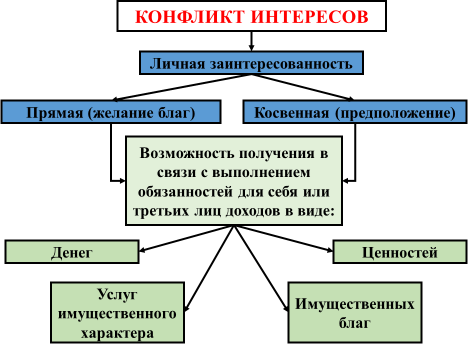 КОНФЛИКТ ИНТЕРЕСОВ
Личная заинтересованность
Прямая (желание благ)
Косвенная (предположение)
Возможность получения в
связи с выполнением
обязанностей для себя или
третьих лиц доходов в виде:
Денег
Ценностей
Услуг
имущественного
характера
Имущественных
благ